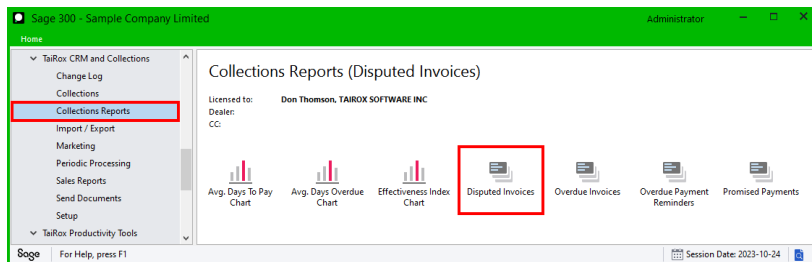 Sage 300 - Sample Company Limited
Administrator
Home
TaiRox CRM and Collections
Change Log
Collections
Collections Reports
Import / Export
Marketing
Periodic Processing
Sales Reports
Send Documents
Setup
TaiRox Productivity Tools
Collections Reports (Disputed Invoices)
Licensed to: Don Thomson, TAIROX SOFTWARE INC
Dealer:
CC:
Avg. Days To Pay
Chart
Avg. Days Overdue
Chart
Effectiveness Index
Chart
Disputed Invoices
Overdue Invoices
Overdue Payment
Reminders
Promised Payments
Sage
For Help, press F1
Session Date: 2023-10-24